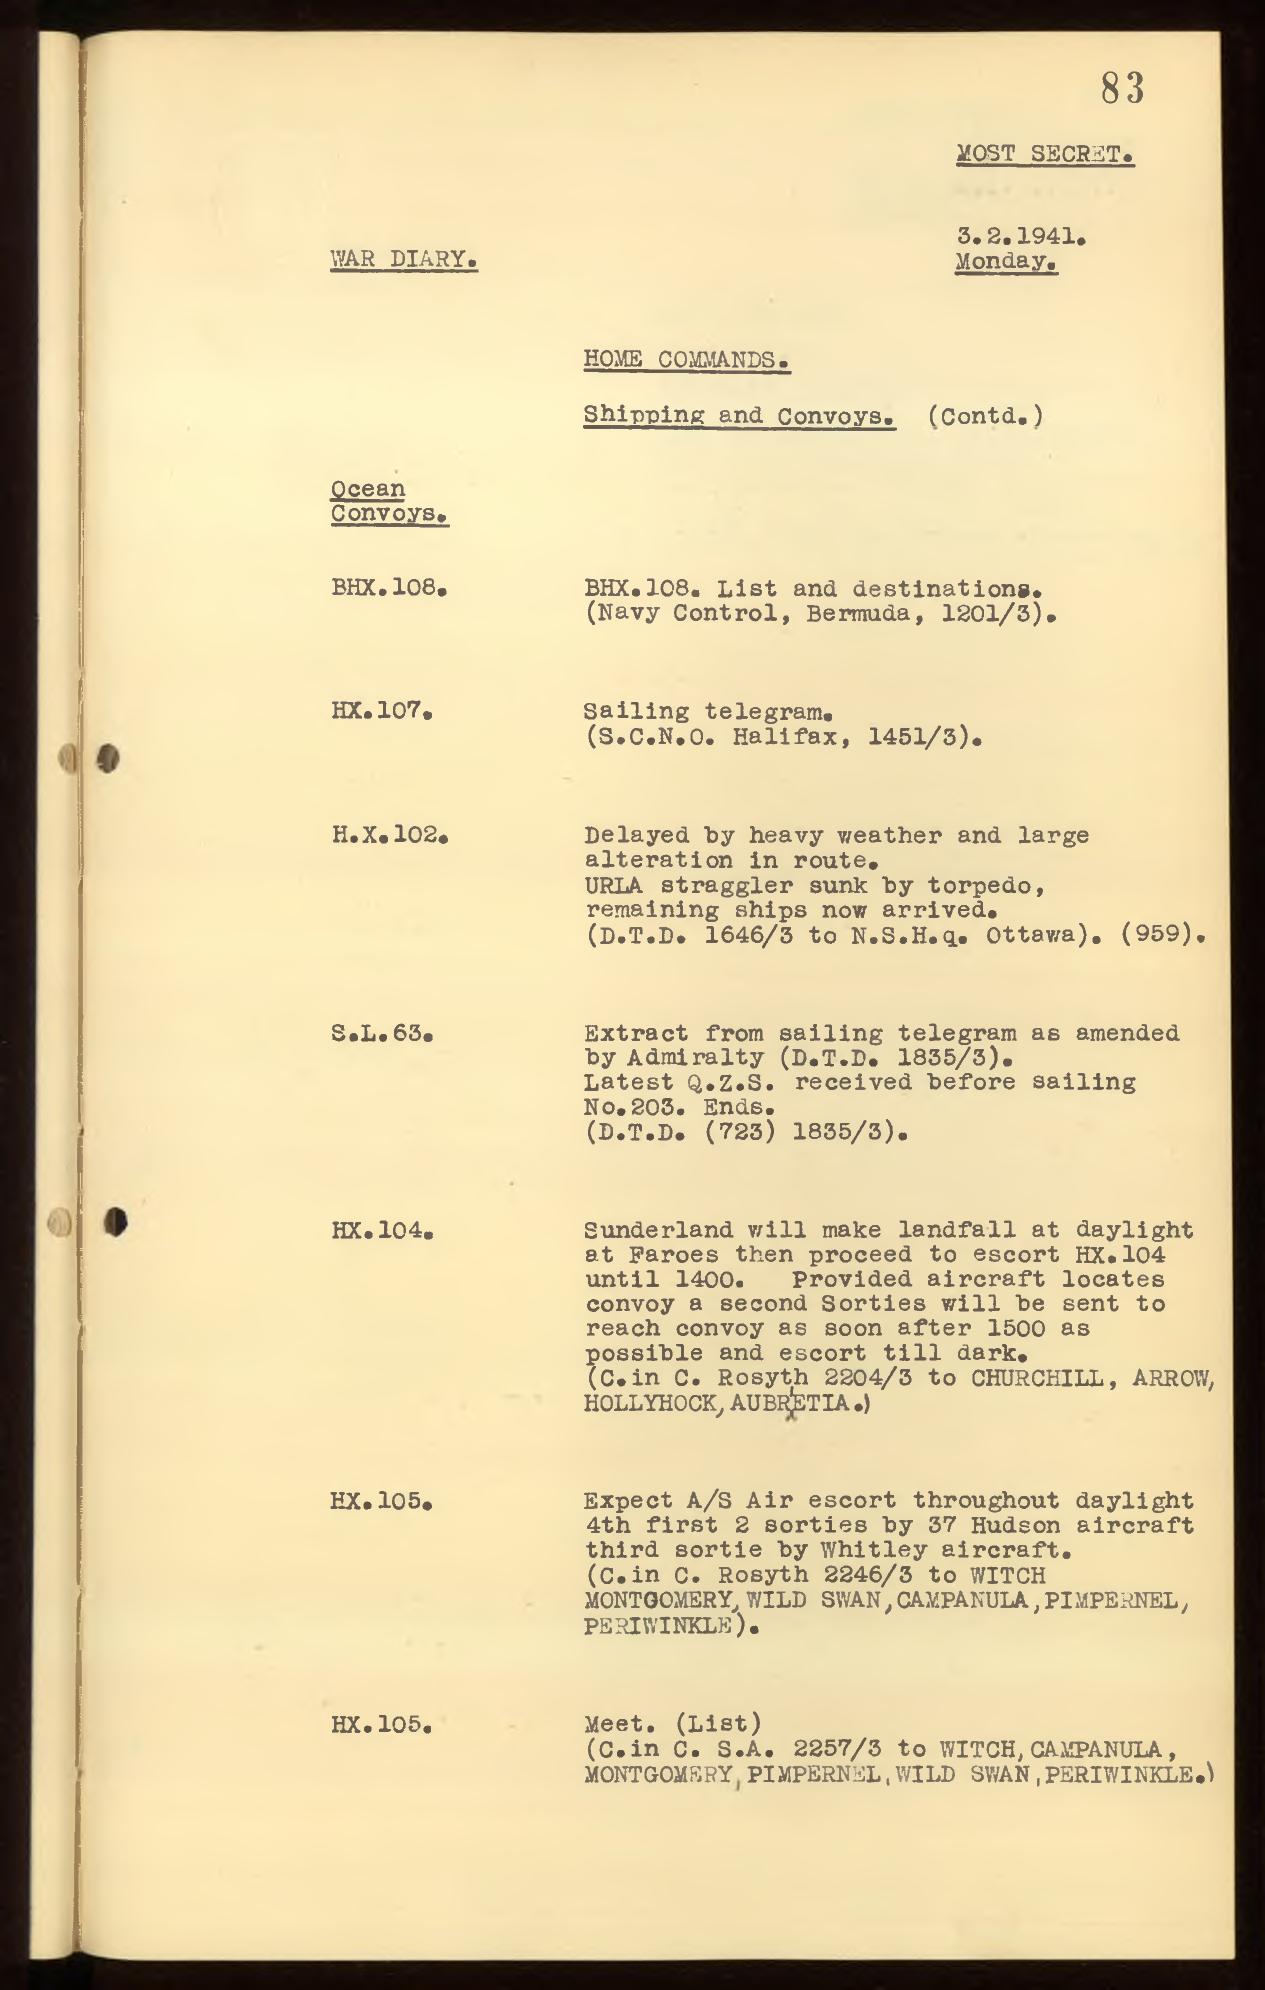 83
MOST SECRET.
3.2.1941.
WAR DIARY. Monday.
HOME COMMANDS.
Shipping and Convoys. (Contd.)
Ocean
Convoys.
BHX.108. BHX.108. List and destinations.
(Navy Control, Bermuda, 1201/3).
HX.107. Sailing telegram.
(S.C.N.O. Halifax, 1451/3).
H.X.102. Delayed by heavy weather and large
alteration in route.
URLA straggler sunk by torpedo,
remaining ships now arrived.
(D.T.D. 1646/3 to N.S.H.q. Ottawa). (959).
S.L.63. Extract from sailing telegram as amended
by Admiralty (D.T.D. 1835/3).
Latest Q.Z.S. received before sailing
No.203. Ends.
(D.T.D. (723) 1835/3).
HX.104. Sunderland will make landfall at daylight
at Faroes then proceed to escort HX.104
until 1400. Provided aircraft locates
convoy a second Sorties will be sent to
reach convoy as soon after 1500 as
possible and escort till dark.
(C.in C. Rosyth 2204/3 to CHURCHILL, ARROW,
HOLLYHOCK, AUBRETIA.)
HX.105. Expect A/S Air escort throughout daylight
4th first 2 sorties by 37 Hudson aircraft
third sortie by Whitley aircraft.
(C.in C. Rosyth 2246/3 to WITCH
MONTGOMERY, WILD SWAN, CAMPANULA, PIMPERNEL,
PERIWINKLE).
HX.105. Meet. (List)
(C.in C. S.A. 2257/3 to WITCH, CAMPANULA,
MONTGOMERY, PIMPERNEL, WILD SWAN, PERIWINKLE.)